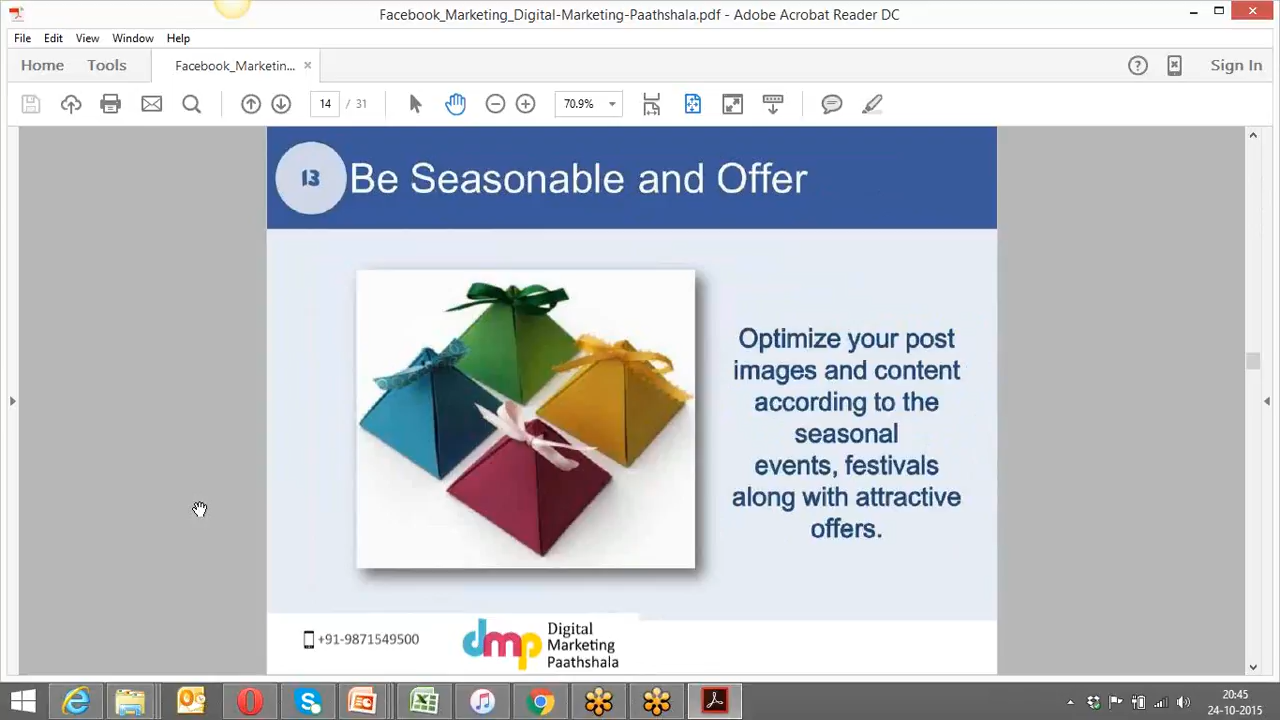 Facebook_Marketing_Digital-Marketing-Paathshala.pdf - Adobe Acrobat Reader DC
File Edit View Window Help
Home Tools Facebook_Marketin... × Sign In
14 / 31 70.9%
13 Be Seasonable and Offer
Optimize your post
images and content
according to the
seasonal
events, festivals
along with attractive
offers.
+91-9871549500
dmp
Digital
Marketing
Paathshala
20:45
24-10-2015